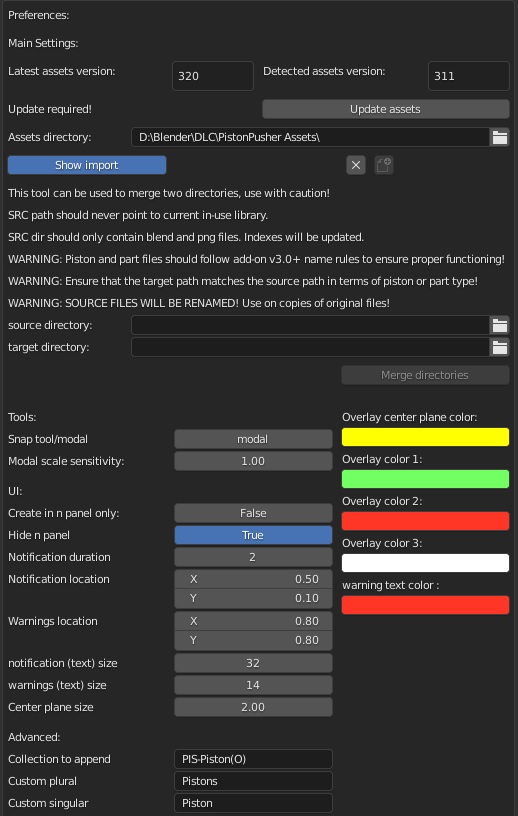 Preferences:
Main Settings:
Latest assets version: 320 Detected assets version: 311
Update required! Update assets
Assets directory: D:\Blender\DLC\PistonPusher Assets\
Show import
This tool can be used to merge two directories, use with caution!
SRC path should never point to current in-use library.
SRC dir should only contain blend and png files. Indexes will be updated.
WARNING: Piston and part files should follow add-on v3.0+ name rules to ensure proper functioning!
WARNING: Ensure that the target path matches the source path in terms of piston or part type!
WARNING: SOURCE FILES WILL BE RENAMED! Use on copies of original files!
source directory:
target directory:
Merge directories
Tools:
Snap tool/modal modal
Modal scale sensitivity: 1.00
UI:
Create in n panel only: False
Hide n panel True
Notification duration 2
Notification location X 0.50
Y 0.10
Warnings location X 0.80
Y 0.80
notification (text) size 32
warnings (text) size 14
Center plane size 2.00
Overlay center plane color:
Overlay color 1:
Overlay color 2:
Overlay color 3:
warning text color :
Advanced:
Collection to append PIS-Piston(O)
Custom plural Pistons
Custom singular Piston